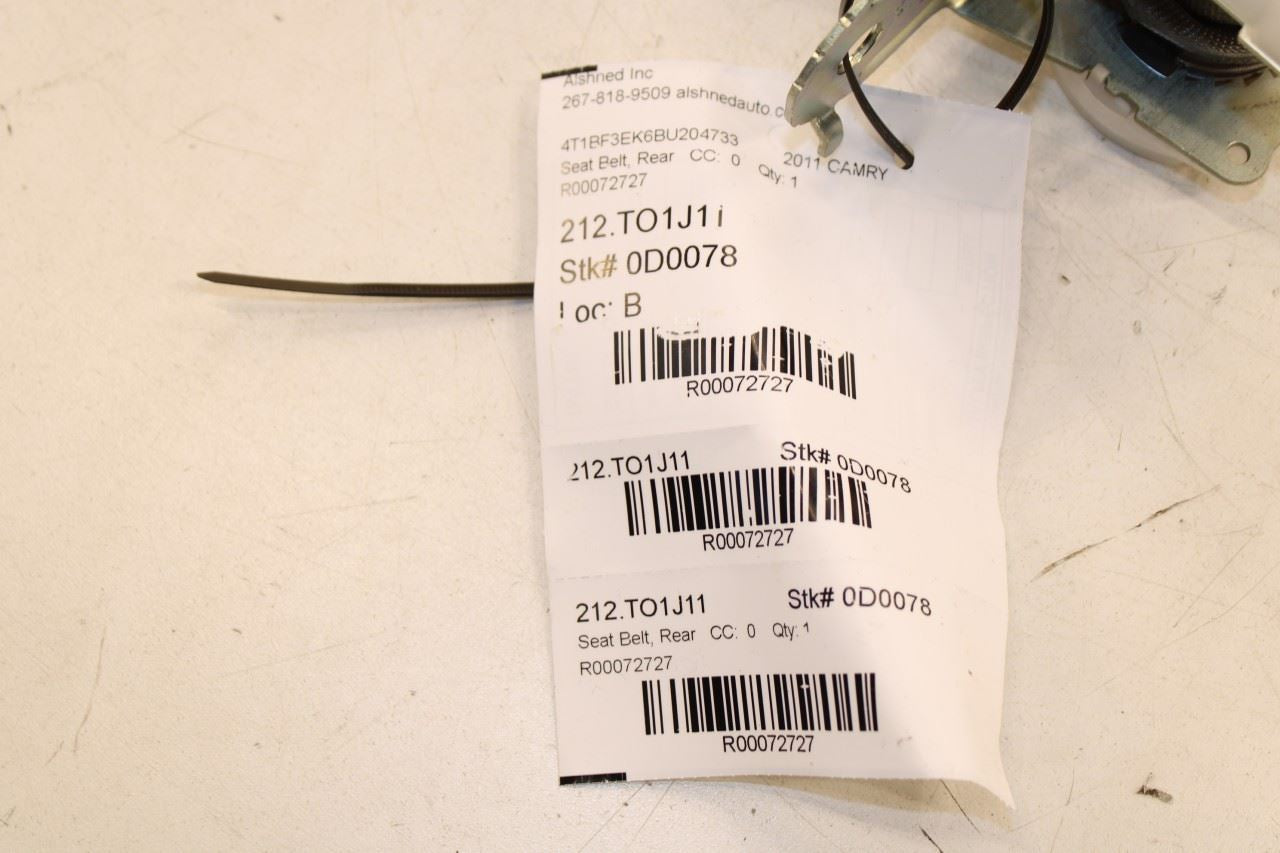 Alshned Inc
267-818-9509 alshnedauto.c
4T1BF3EK6BU204733 2011 CAMRY
Seat Belt, Rear CC: 0 Qty: 1
R00072727
212.TO1J1
Stk# 0D0078
Loc: B
R00072727
212.TO1J11 Stk# 0D0078
R00072727
212.TO1J11 Stk# 0D0078
Seat Belt, Rear CC: 0 Qty: 1
R00072727
R00072727